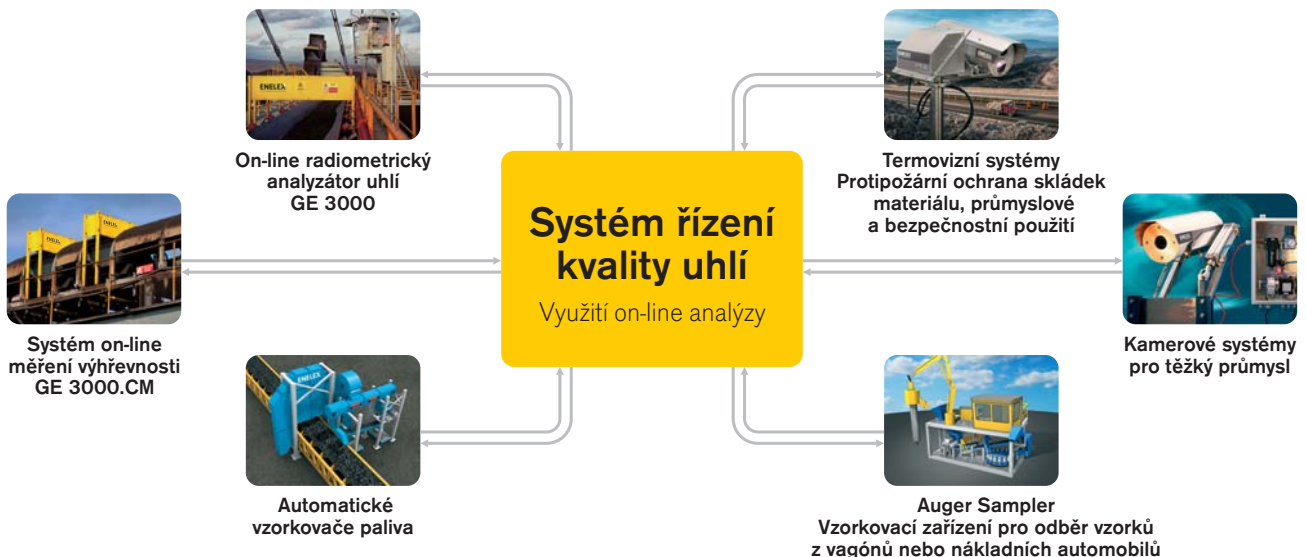 ENELEX
On-line radiometrický
analyzátor uhlí
GE 3000
Termovizní systémy
Protipožární ochrana skládek
materiálu, průmyslové
a bezpečnostní použití
Systém řízení
kvality uhlí
Využití on-line analýzy
Systém on-line
měření výhřevnosti
GE 3000.CM
Kamerové systémy
pro těžký průmysl
ENELEX
Automatické
vzorkovače paliva
Auger Sampler
Vzorkovací zařízení pro odběr vzorků
z vagónů nebo nákladních automobilů